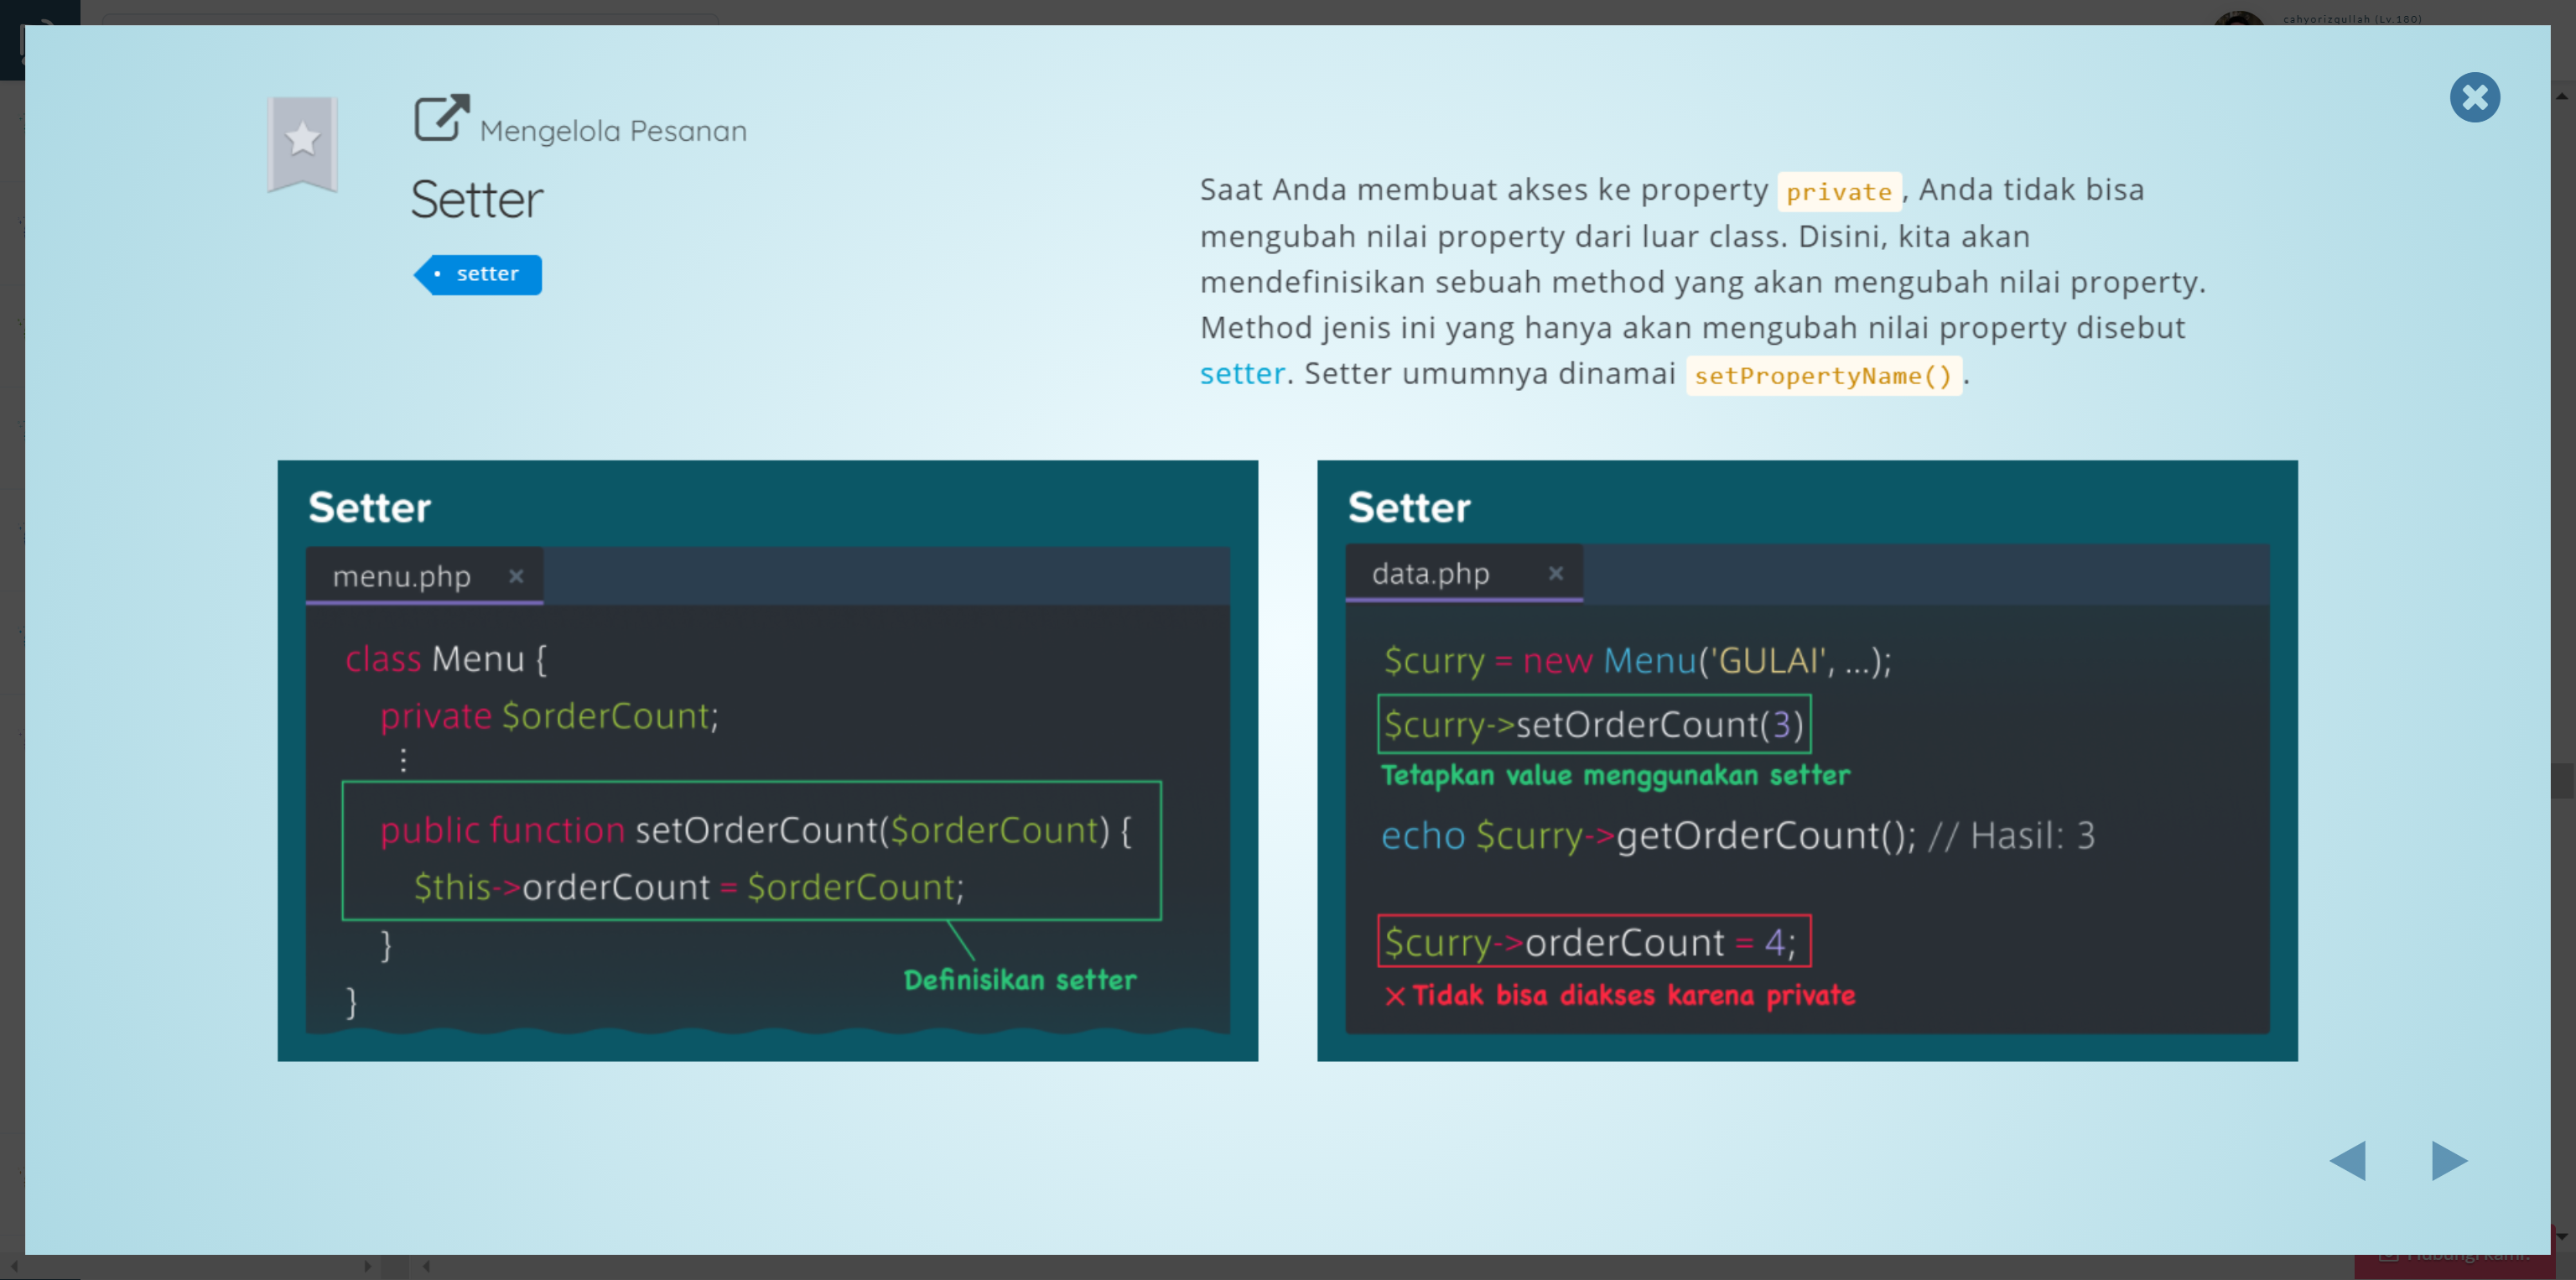 cahyorizqullah (Lv.180)
Mengelola Pesanan
Setter
setter
Saat Anda membuat akses ke property private, Anda tidak bisa
mengubah nilai property dari luar class. Disini, kita akan
mendefinisikan sebuah method yang akan mengubah nilai property.
Method jenis ini yang hanya akan mengubah nilai property disebut
setter. Setter umumnya dinamai setPropertyName().
Setter
menu.php ×
class Menu {
private $orderCount;
⋮
public function setOrderCount($orderCount) {
$this->orderCount = $orderCount;
}
Definisikan setter
}
Setter
data.php ×
$curry = new Menu('GULAI', ...);
$curry->setOrderCount(3)
Tetapkan value menggunakan setter
echo $curry->getOrderCount(); // Hasil: 3
$curry->orderCount = 4;
× Tidak bisa diakses karena private